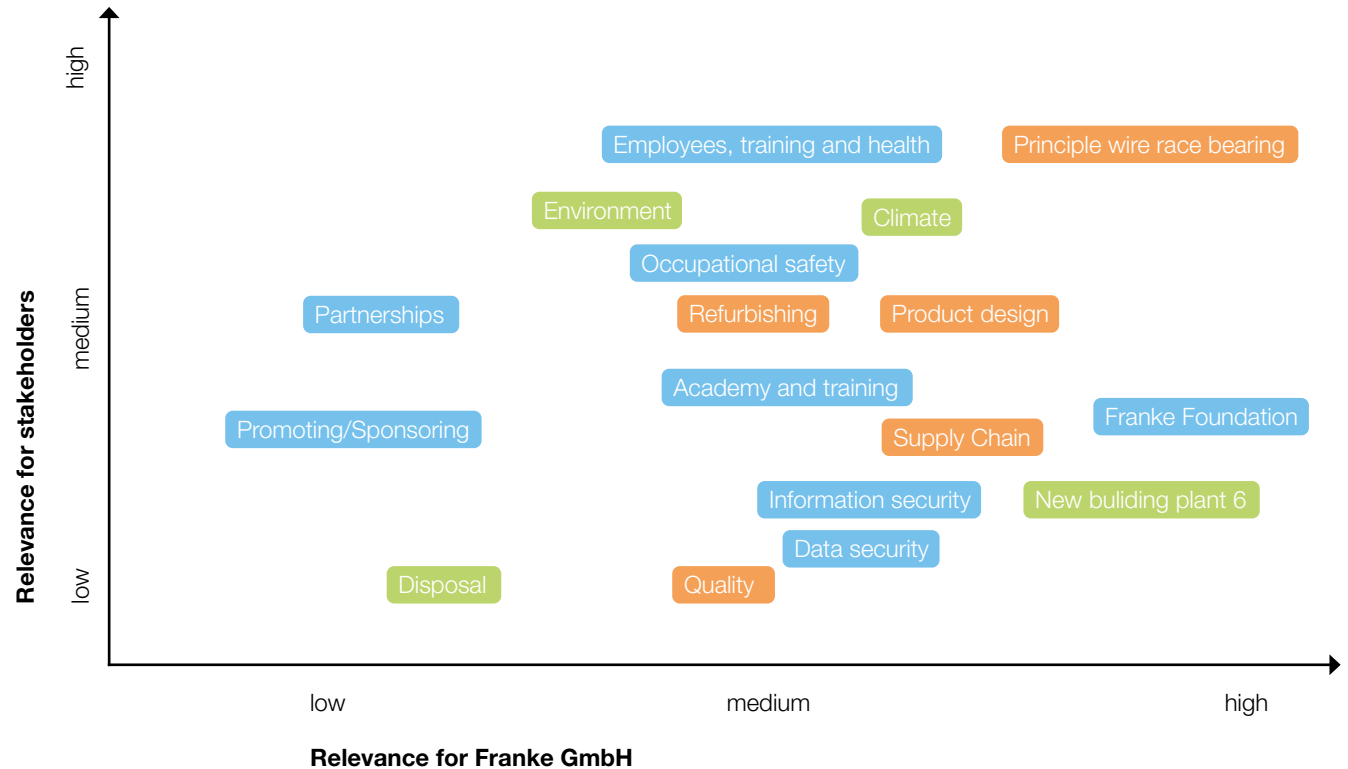 high
Employees, training and health
Principle wire race bearing
Environment
Climate
Occupational safety
medium
Partnerships
Refurbishing
Product design
Relevance for stakeholders
Academy and training
Franke Foundation
Promoting/Sponsoring
Supply Chain
Information security
New buliding plant 6
Data security
low
Disposal
Quality
low
medium
high
Relevance for Franke GmbH